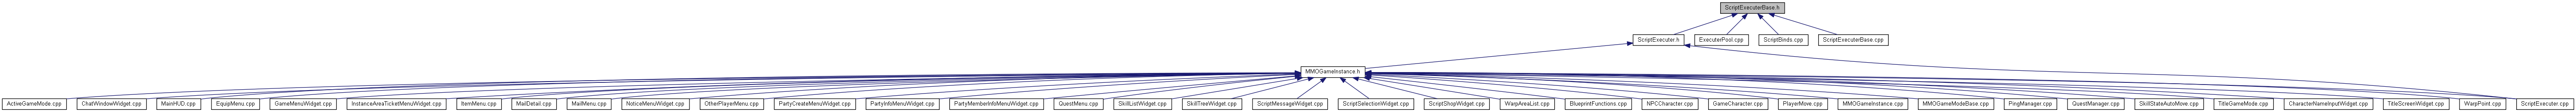 ScriptExecuterBase.h
ScriptExecuter.h
ExecuterPool.cpp
ScriptBinds.cpp
ScriptExecuterBase.cpp
MMOGameInstance.h
ActiveGameMode.cpp
ChatWindowWidget.cpp
MainHUD.cpp
EquipMenu.cpp
GameMenuWidget.cpp
InstanceAreaTicketMenuWidget.cpp
ItemMenu.cpp
MailDetail.cpp
MailMenu.cpp
NoticeMenuWidget.cpp
OtherPlayerMenu.cpp
PartyCreateMenuWidget.cpp
PartyInfoMenuWidget.cpp
PartyMemberInfoMenuWidget.cpp
QuestMenu.cpp
SkillListWidget.cpp
SkillTreeWidget.cpp
ScriptMessageWidget.cpp
ScriptSelectionWidget.cpp
ScriptShopWidget.cpp
WarpAreaList.cpp
BlueprintFunctions.cpp
NPCCharacter.cpp
GameCharacter.cpp
PlayerMove.cpp
MMOGameInstance.cpp
MMOGameModeBase.cpp
PingManager.cpp
QuestManager.cpp
SkillStateAutoMove.cpp
TitleGameMode.cpp
CharacterNameInputWidget.cpp
TitleScreenWidget.cpp
WarpPoint.cpp
ScriptExecuter.cpp